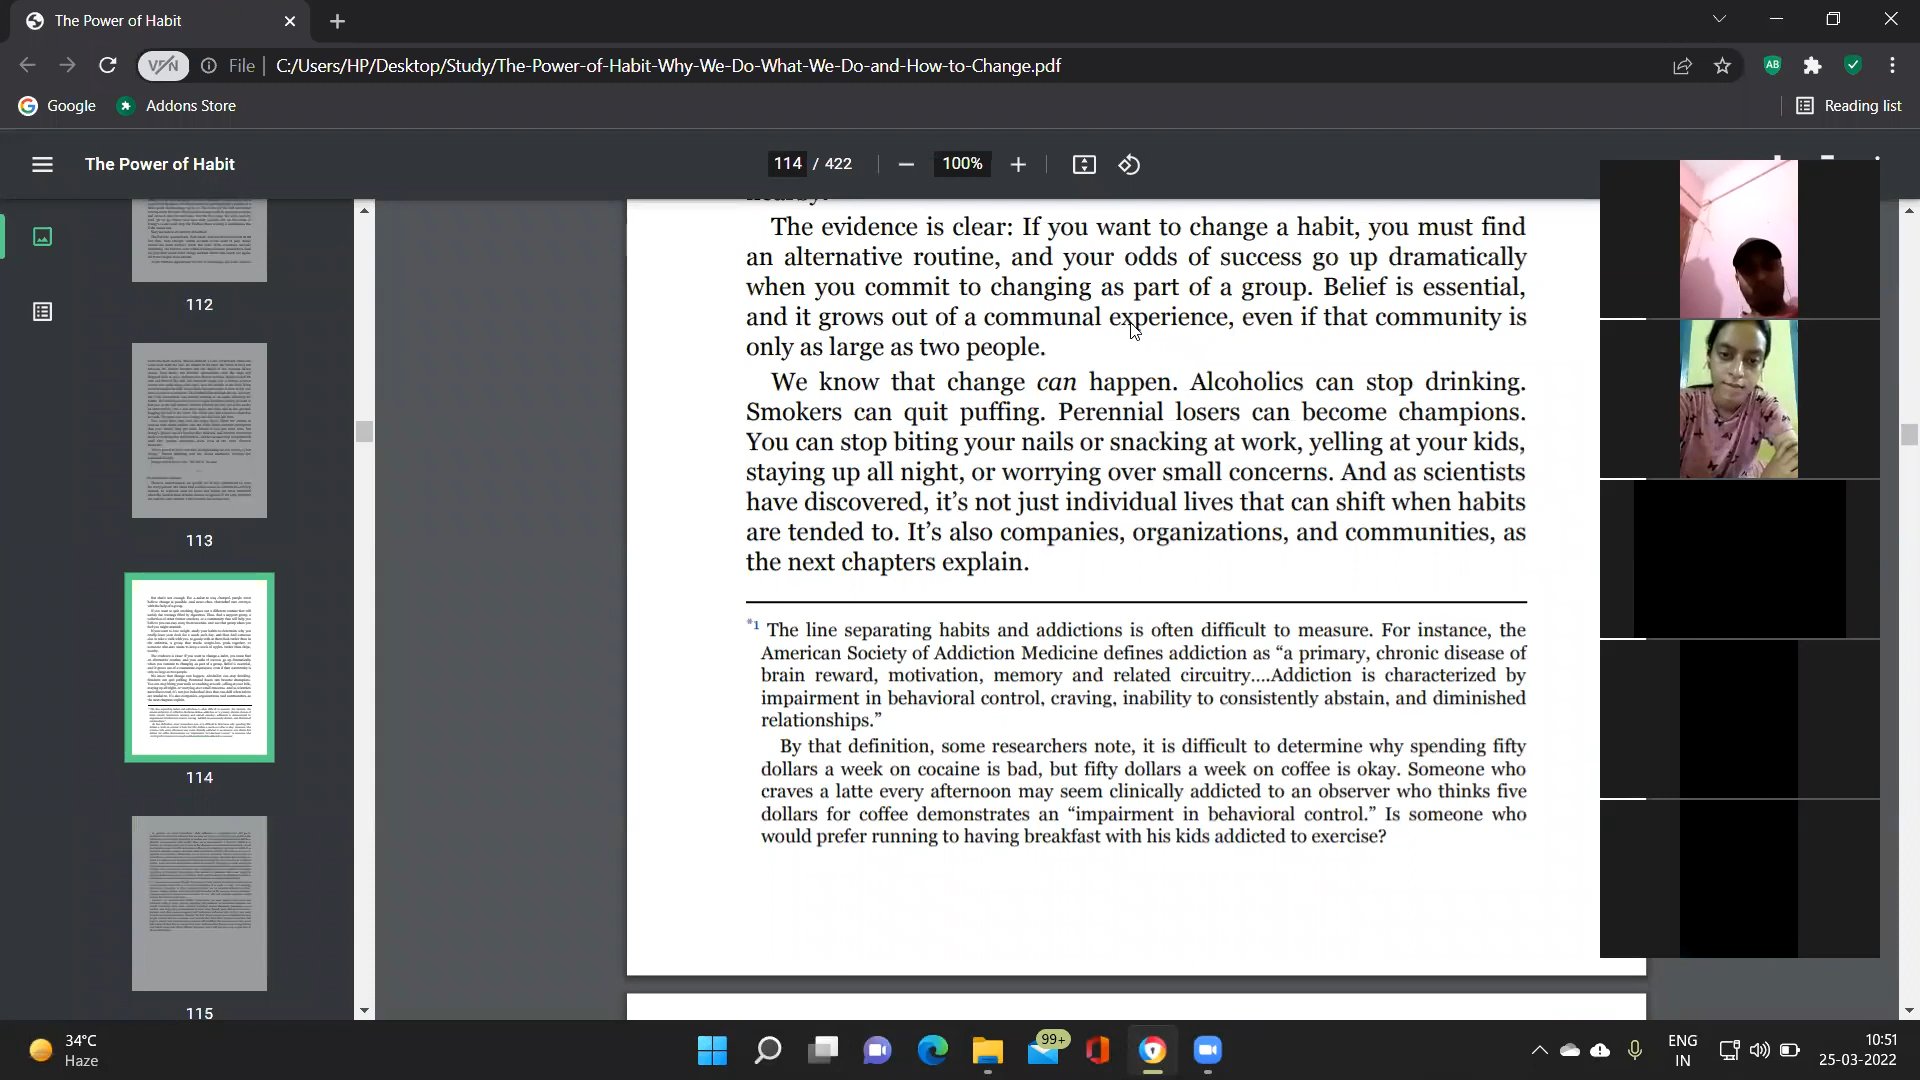 The Power of Habit
File
C:/Users/HP/Desktop/Study/The-Power-of-Habit-Why-We-Do-What-We-Do-and-How-to-Change.pdf
AB
Google
Addons Store
Reading list
The Power of Habit
114 / 422
100%
112
113
114
115
The evidence is clear: If you want to change a habit, you must find
an alternative routine, and your odds of success go up dramatically
when you commit to changing as part of a group. Belief is essential,
and it grows out of a communal experience, even if that community is
only as large as two people.
We know that change can happen. Alcoholics can stop drinking.
Smokers can quit puffing. Perennial losers can become champions.
You can stop biting your nails or snacking at work, yelling at your kids,
staying up all night, or worrying over small concerns. And as scientists
have discovered, it’s not just individual lives that can shift when habits
are tended to. It’s also companies, organizations, and communities, as
the next chapters explain.
*1 The line separating habits and addictions is often difficult to measure. For instance, the
American Society of Addiction Medicine defines addiction as “a primary, chronic disease of
brain reward, motivation, memory and related circuitry....Addiction is characterized by
impairment in behavioral control, craving, inability to consistently abstain, and diminished
relationships.”
By that definition, some researchers note, it is difficult to determine why spending fifty
dollars a week on cocaine is bad, but fifty dollars a week on coffee is okay. Someone who
craves a latte every afternoon may seem clinically addicted to an observer who thinks five
dollars for coffee demonstrates an “impairment in behavioral control.” Is someone who
would prefer running to having breakfast with his kids addicted to exercise?
34°C
Haze
99+
ENG
IN
10:51
25-03-2022